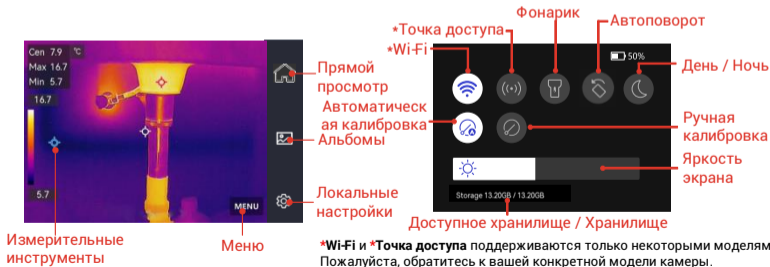 Cen 7.9 ℃
Max 16.7
Min 5.7
16.7
5.7
MENU
Прямой
просмотр
Автоматическ
ая калибровка
Альбомы
Локальные
настройки
Измерительные
инструменты
Меню
*Точка доступа
*Wi-Fi
Фонарик
Автоповорот
50%
День / Ночь
Ручная
калибровка
Яркость
экрана
Storage 13.20GB / 13.20GB
Доступное хранилище / Хранилище
*Wi-Fi и *Точка доступа поддерживаются только некоторыми моделям
Пожалуйста, обратитесь к вашей конкретной модели камеры.